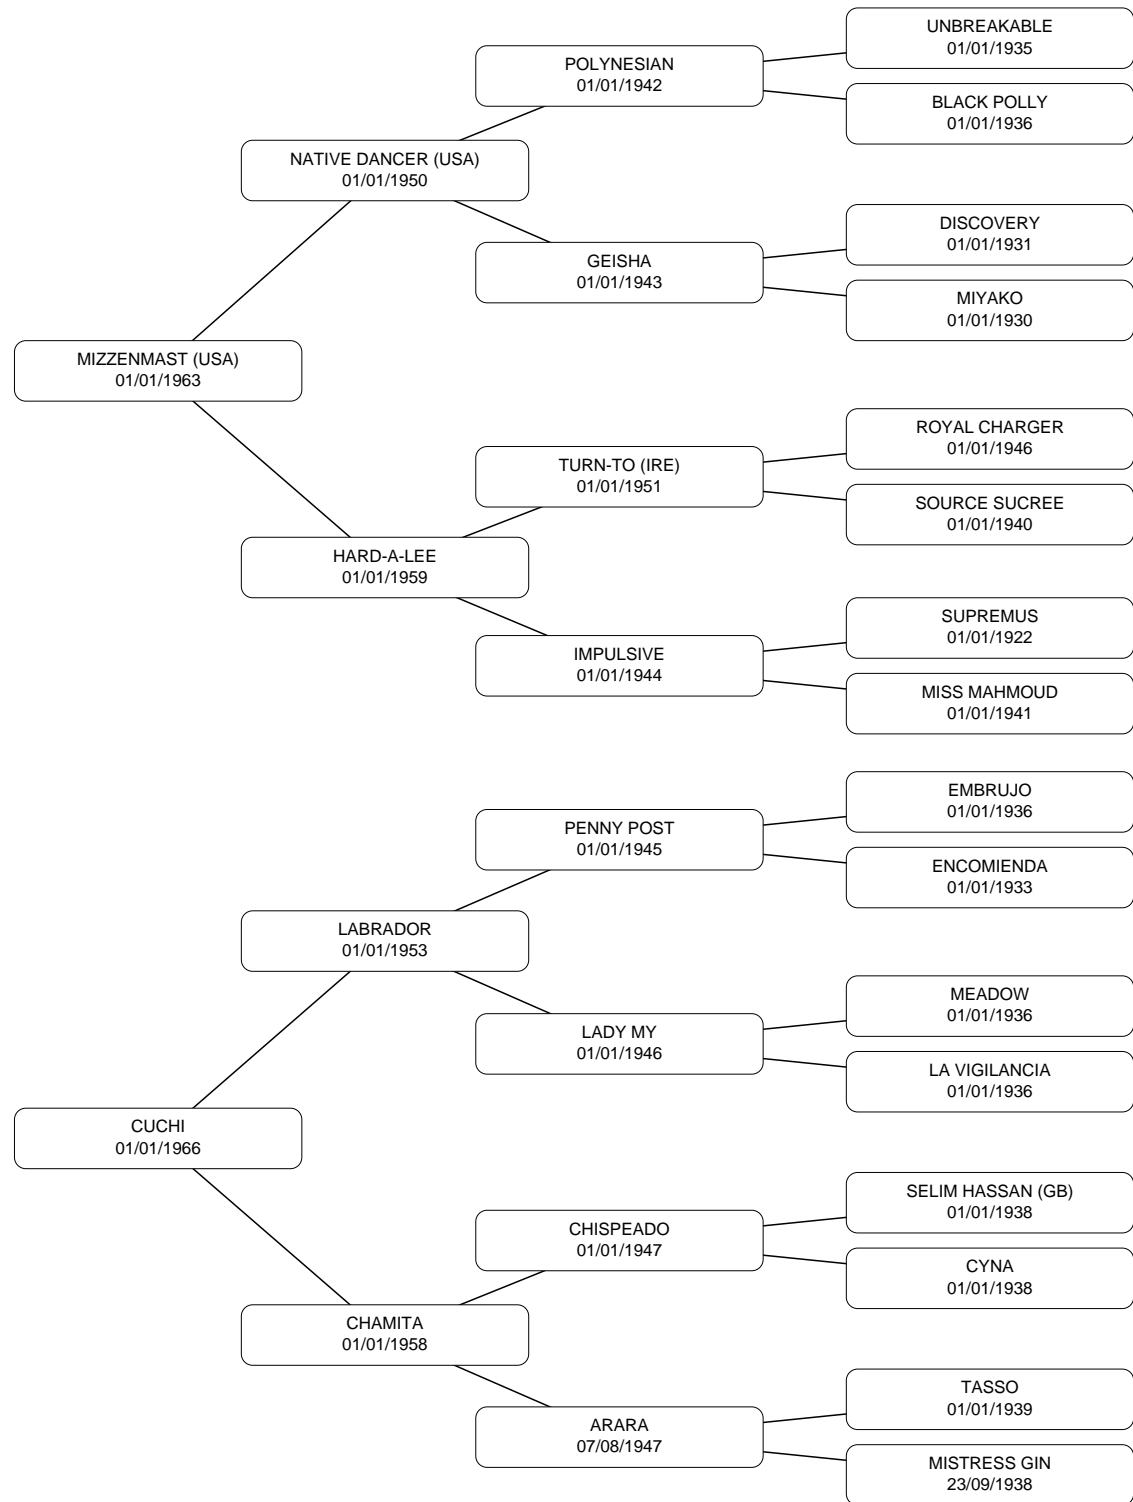 UNBREAKABLE
01/01/1935
POLYNESIAN
01/01/1942
BLACK POLLY
01/01/1936
NATIVE DANCER (USA)
01/01/1950
DISCOVERY
01/01/1931
GEISHA
01/01/1943
MIYAKO
01/01/1930
MIZZENMAST (USA)
01/01/1963
ROYAL CHARGER
01/01/1946
TURN-TO (IRE)
01/01/1951
SOURCE SUCREE
01/01/1940
HARD-A-LEE
01/01/1959
SUPREMUS
01/01/1922
IMPULSIVE
01/01/1944
MISS MAHMOUD
01/01/1941
EMBRUJO
01/01/1936
PENNY POST
01/01/1945
ENCOMIENDA
01/01/1933
LABRADOR
01/01/1953
MEADOW
01/01/1936
LADY MY
01/01/1946
LA VIGILANCIA
01/01/1936
CUCHI
01/01/1966
SELIM HASSAN (GB)
01/01/1938
CHISPEADO
01/01/1947
CYNA
01/01/1938
CHAMITA
01/01/1958
TASSO
01/01/1939
ARARA
07/08/1947
MISTRESS GIN
23/09/1938